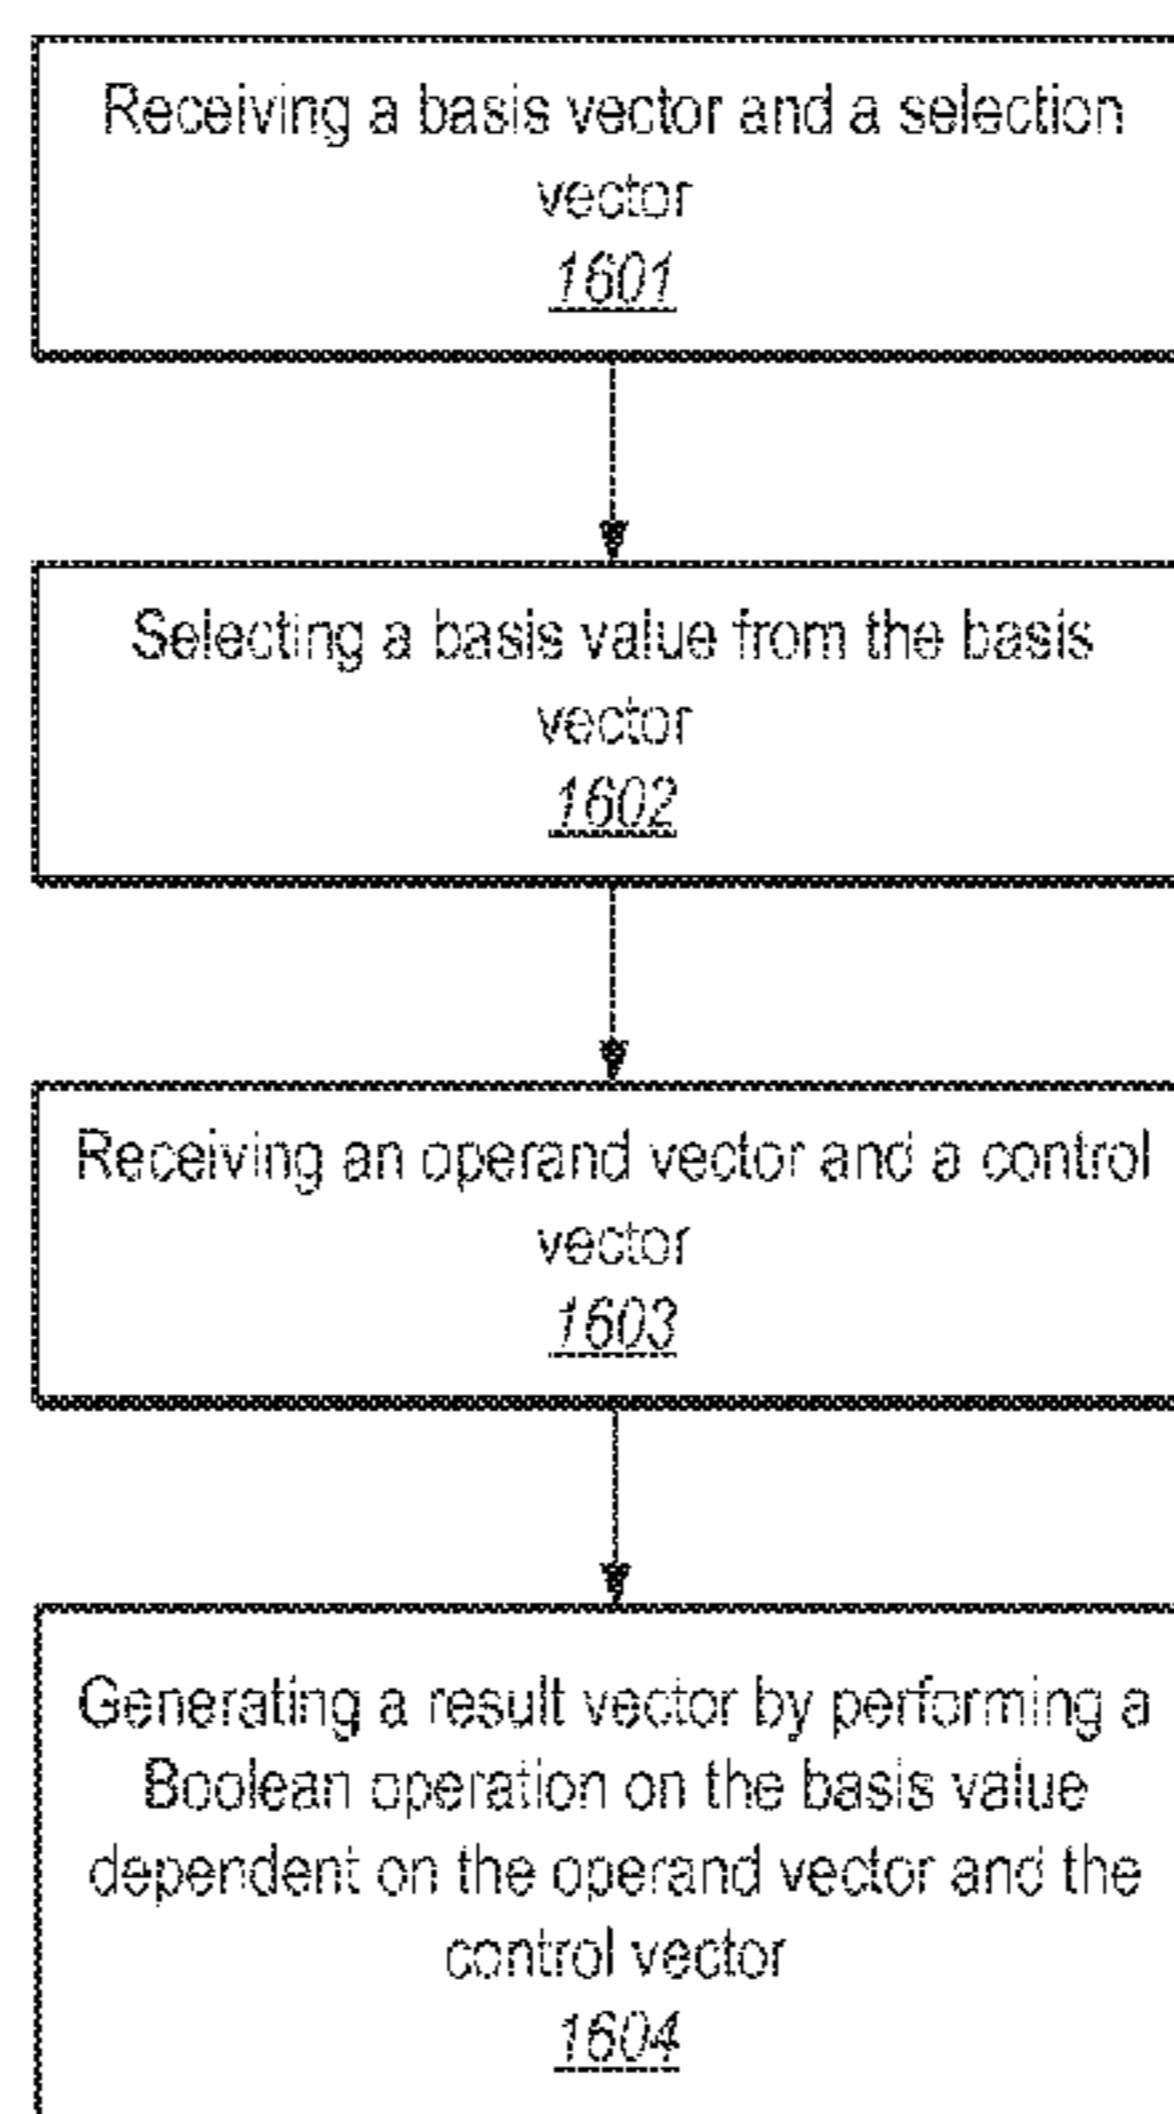 Receiving a basis vector and a selection
vector
1601
Selecting a basis value from the basis
vector
1602
Receiving an operand vector and a control
vector
1603
Generating a result vector by performing a
Boolean operation on the basis value
dependent on the operand vector and the
control vector
1604